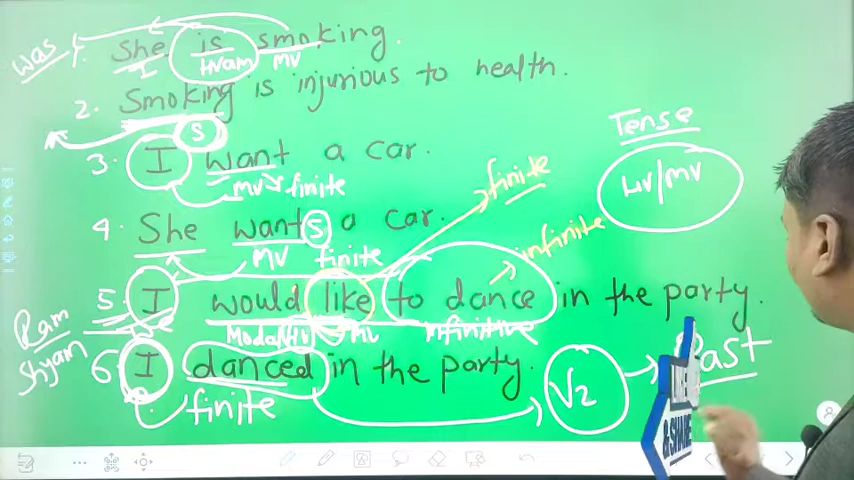 Was 1. She is smoking.
I HV am MV
2. Smoking is injurious to health.
S
Tense
3. I want a car.
HV/MV
MV finite
finite
4. She wants a car.
MV finite
infinite
5. I would like to dance in the party.
Ram
Modal HV MV infinitive
Shyam
6. I danced in the party.
V2
Past
finite
& SHARE